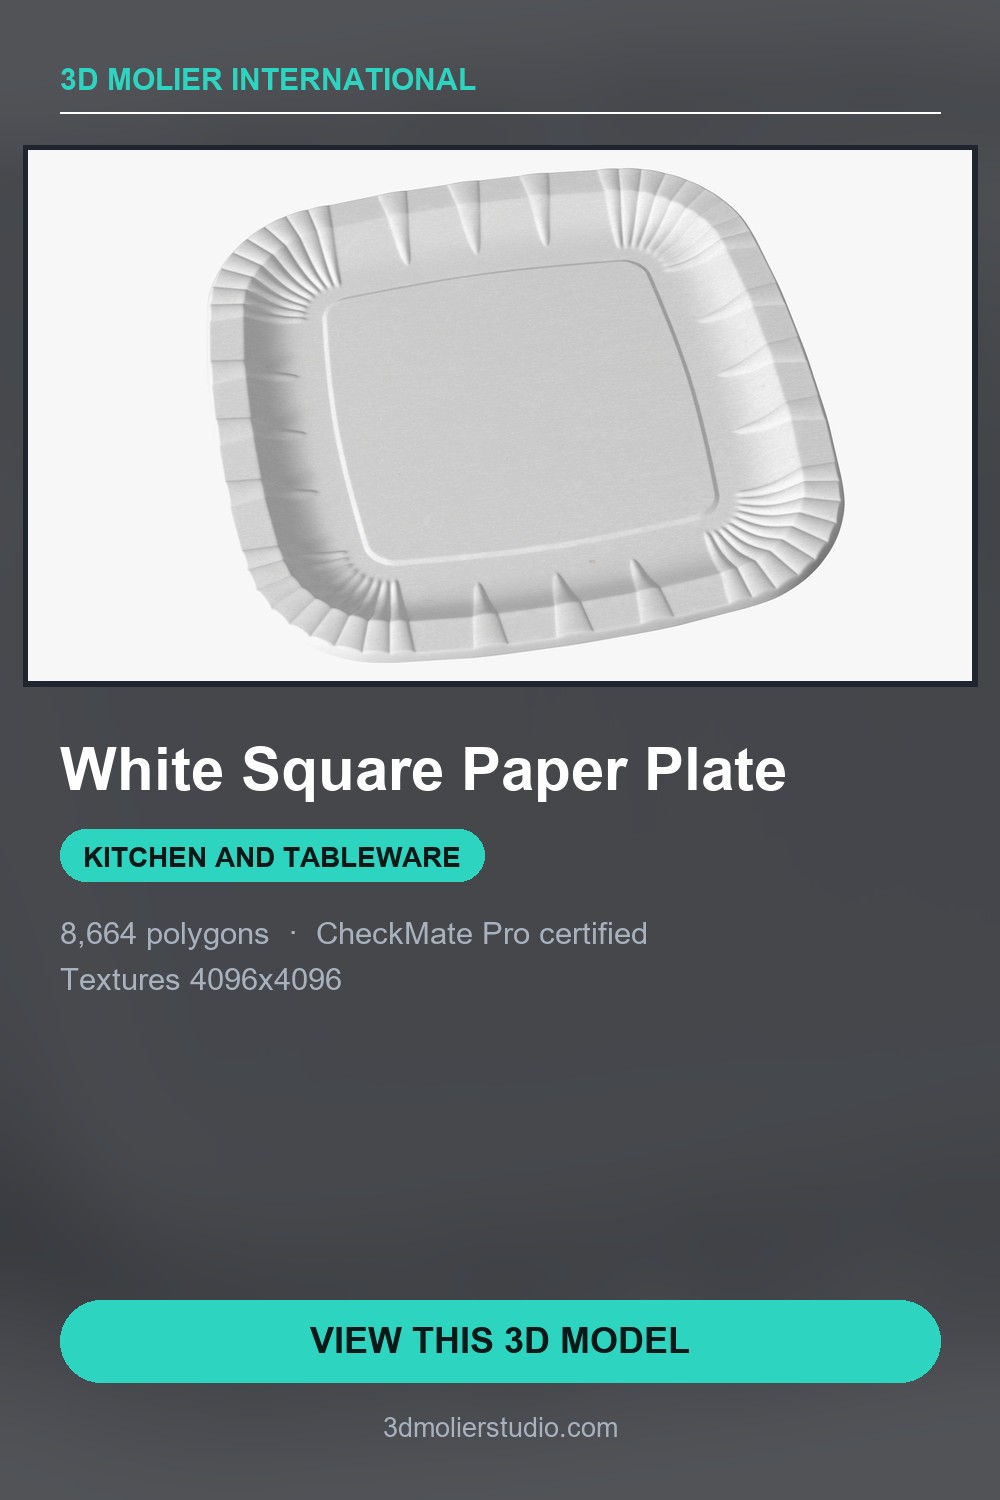 3D MOLIER INTERNATIONAL
White Square Paper Plate
KITCHEN AND TABLEWARE
8,664 polygons · CheckMate Pro certified
Textures 4096x4096
VIEW THIS 3D MODEL
3dmolierstudio.com